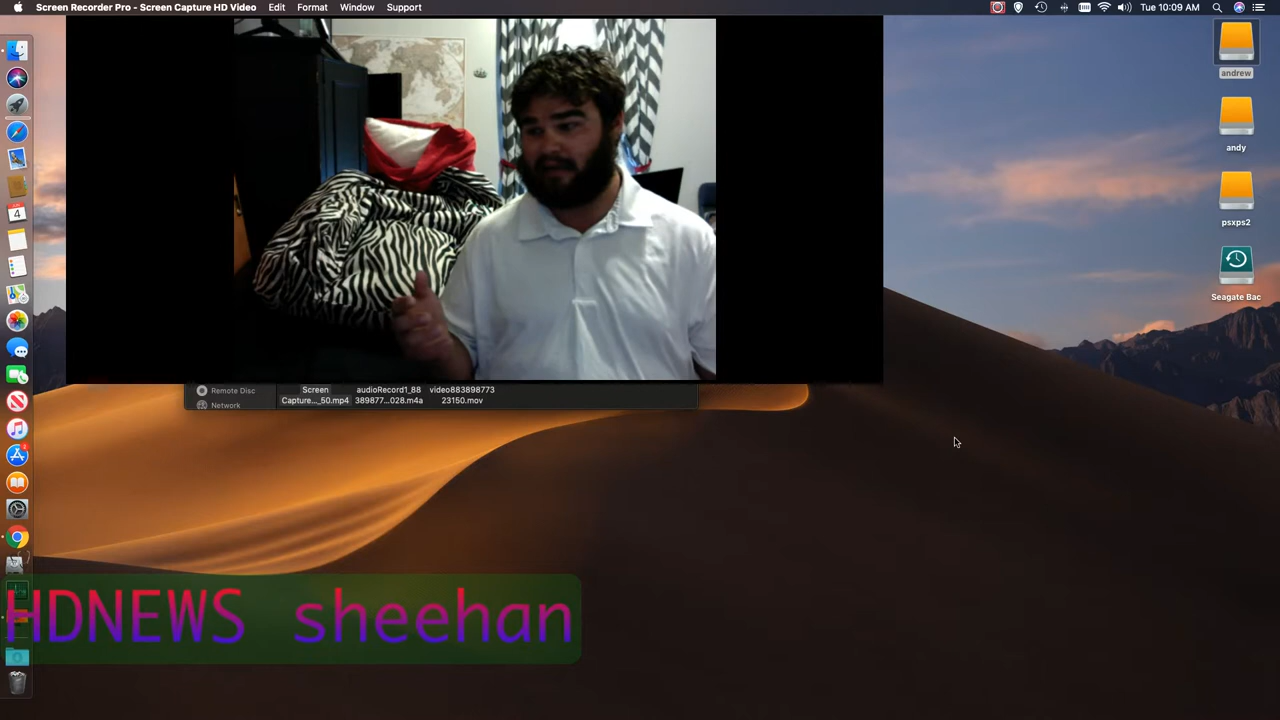 Screen Recorder Pro - Screen Capture HD Video Edit Format Window Support Tue 10:09 AM
andrew
andy
psxps2
Seagate Bac
4
Remote Disc
Network
Screen
Capture..._50.mp4
audioRecord1_88
389877...028.m4a
video883898773
23150.mov
HDNEWS sheehan